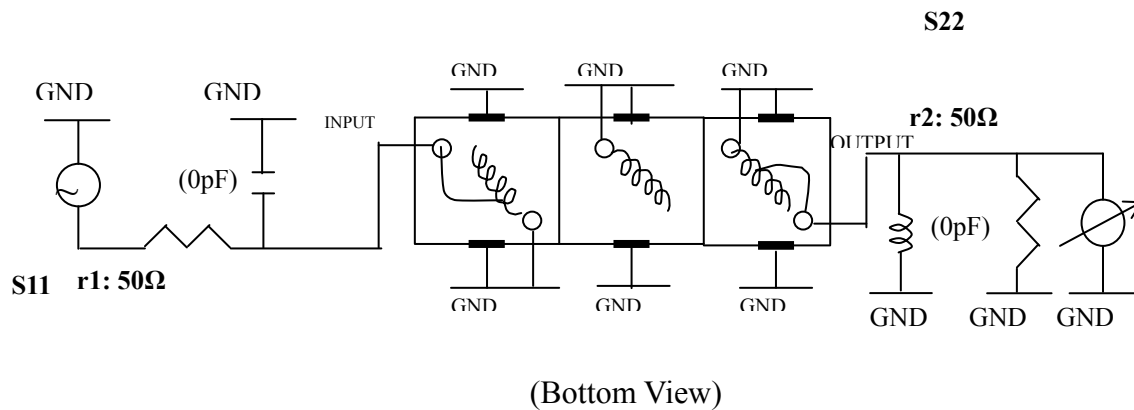 S22
GND
GND
GND
GND
GND
INPUT
r2: 50Ω
OUTPUT
(0pF)
(0pF)
S11
r1: 50Ω
GND
GND
GND
GND
GND
GND
(Bottom View)